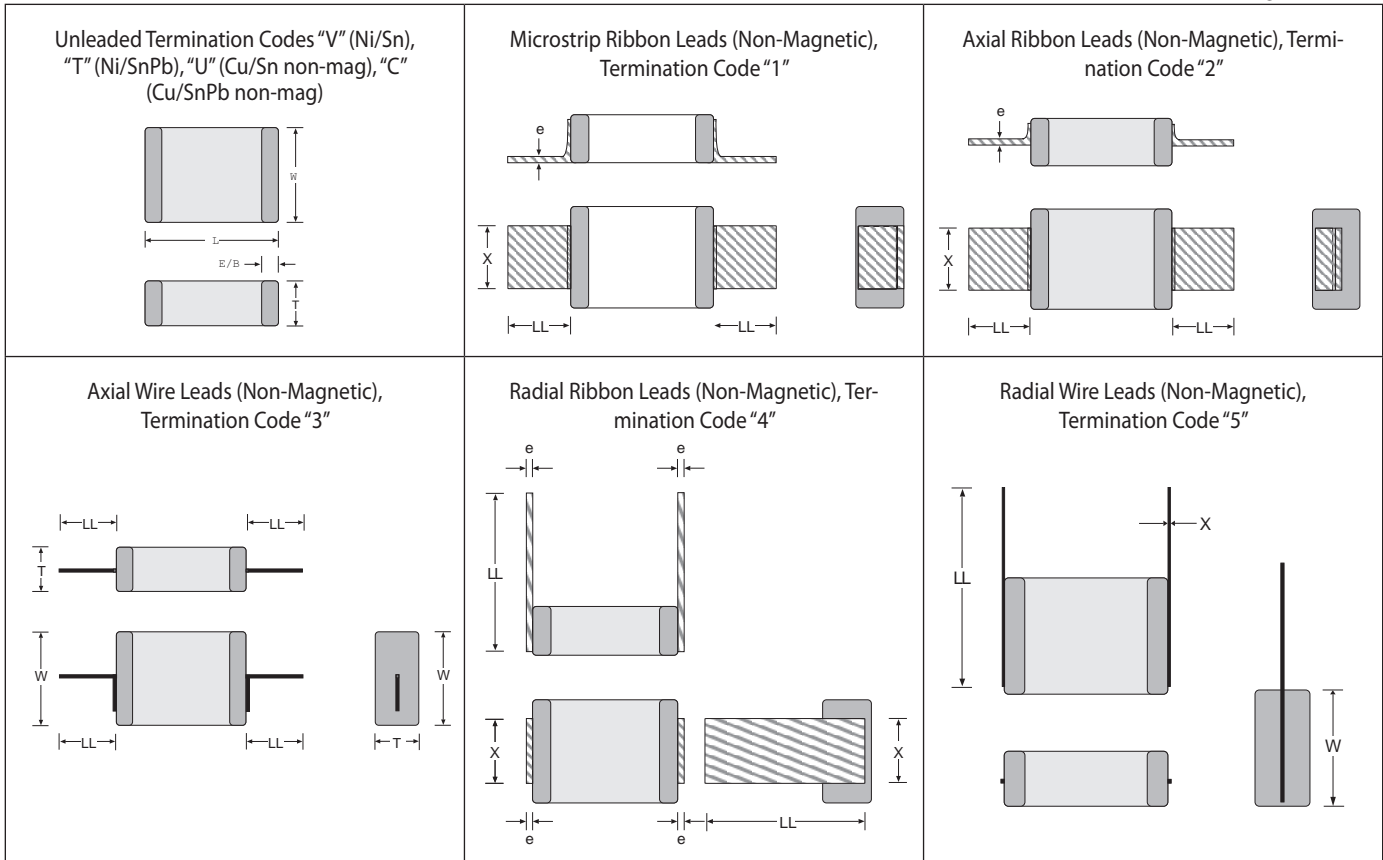 Unleaded Termination Codes “V” (Ni/Sn),
“T” (Ni/SnPb), “U” (Cu/Sn non-mag), “C”
(Cu/SnPb non-mag)
W
L
E/B
T
Microstrip Ribbon Leads (Non-Magnetic),
Termination Code “1”
e
X
LL
LL
Axial Ribbon Leads (Non-Magnetic), Termi-
nation Code “2”
e
X
LL
LL
Axial Wire Leads (Non-Magnetic),
Termination Code “3”
LL
LL
T
W
W
LL
LL
T
Radial Ribbon Leads (Non-Magnetic), Ter-
mination Code “4”
e
e
LL
X
X
LL
e
e
Radial Wire Leads (Non-Magnetic),
Termination Code “5”
X
LL
W